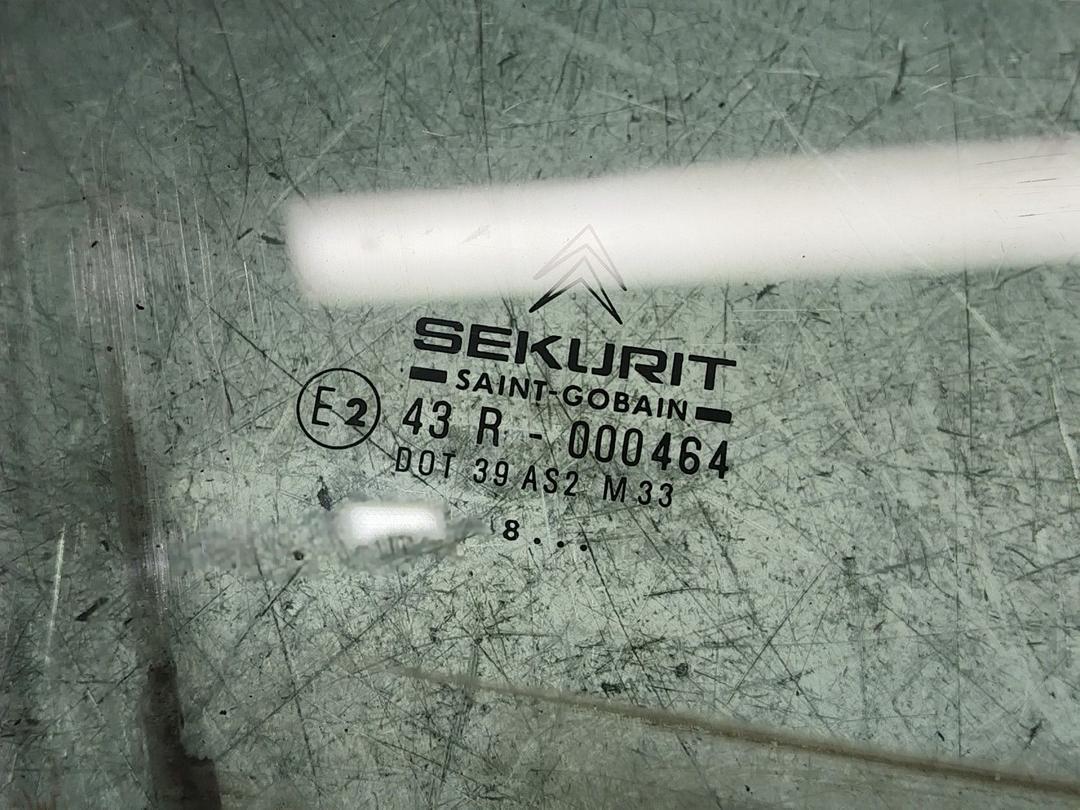 SEKURIT
SAINT-GOBAIN
E2 43 R - 000464
DOT 39 AS2 M33
8...